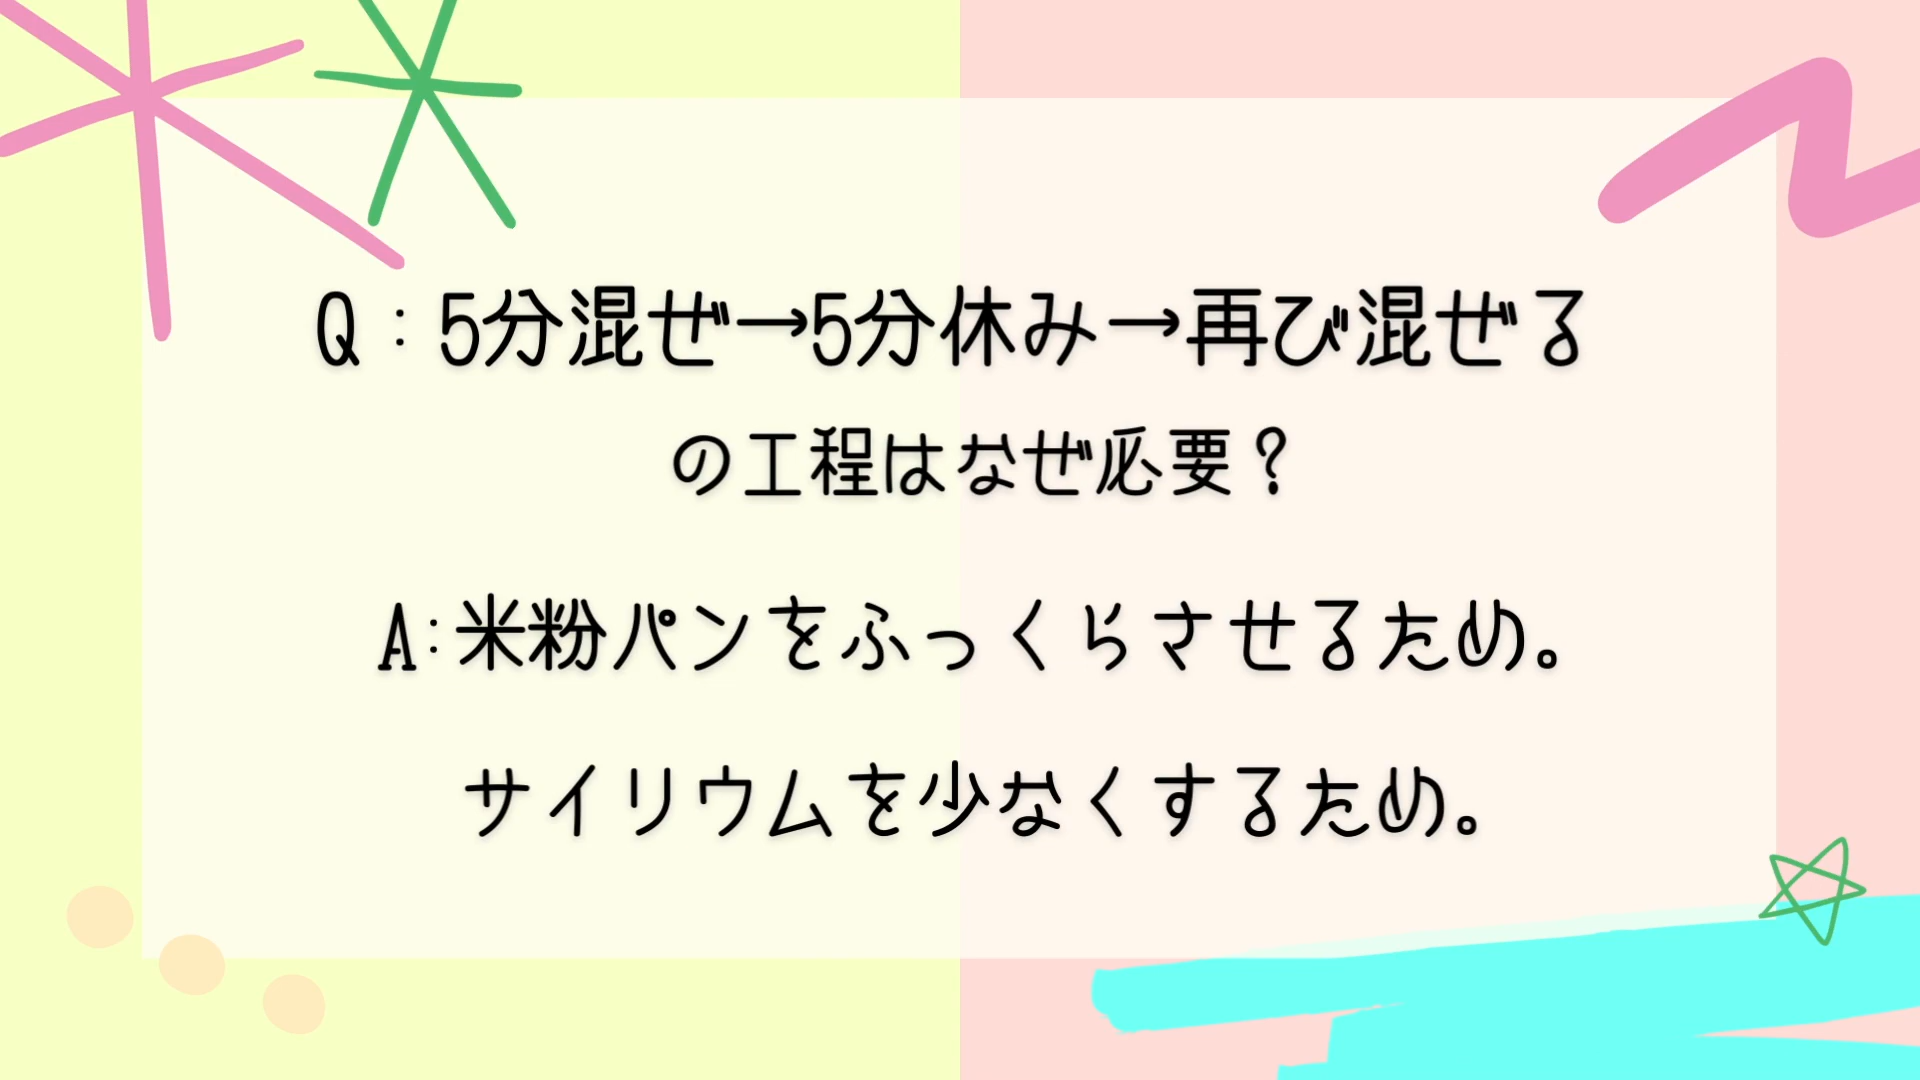 Q：5分混ぜ→5分休み→再び混ぜる
の工程はなぜ必要？
A:米粉パンをふっくらさせるため。
サイリウムを少なくするため。